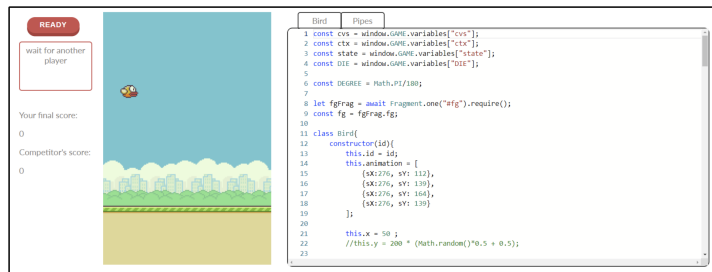 READY
wait for another
player
Your final score:
0
Competitor's score:
0
Bird
Pipes
1 const cvs = window.GAME.variables["cvs"];
2 const ctx = window.GAME.variables["ctx"];
3 const state = window.GAME.variables["state"];
4 const DIE = window.GAME.variables["DIE"];
5
6 const DEGREE = Math.PI/180;
7
8 let fgFrag = await Fragment.one("#fg").require();
9 const fg = fgFrag.fg;
10
11 class Bird{
12 constructor(id){
13 this.id = id;
14 this.animation = [
15 {sX:276, sY: 112},
16 {sX:276, sY: 139},
17 {sX:276, sY: 164},
18 {sX:276, sY: 139}
19 ];
20
21 this.x = 50 ;
22 //this.y = 200 * (Math.random()*0.5 + 0.5);
23